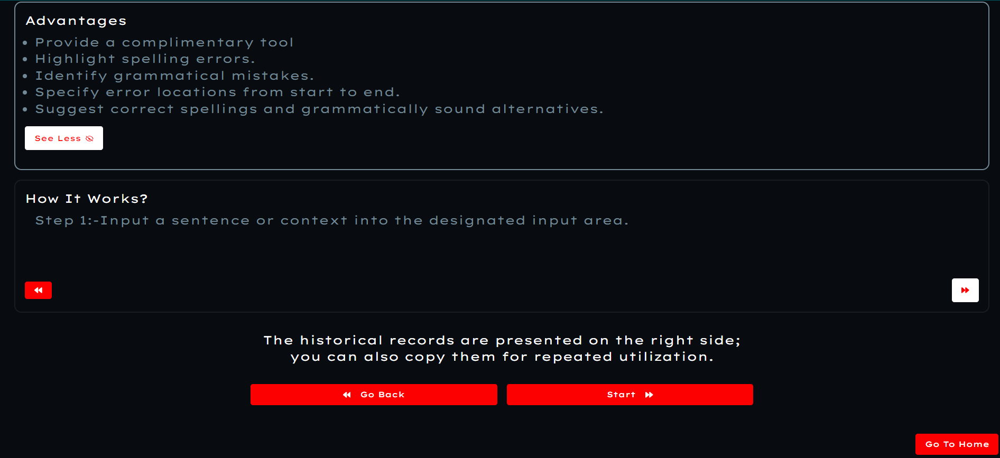 Advantages
Provide a complimentary tool
Highlight spelling errors.
Identify grammatical mistakes.
Specify error locations from start to end.
Suggest correct spellings and grammatically sound alternatives.
See Less
How It Works?
Step 1:-Input a sentence or context into the designated input area.
The historical records are presented on the right side;
you can also copy them for repeated utilization.
Go Back
Start
Go To Home